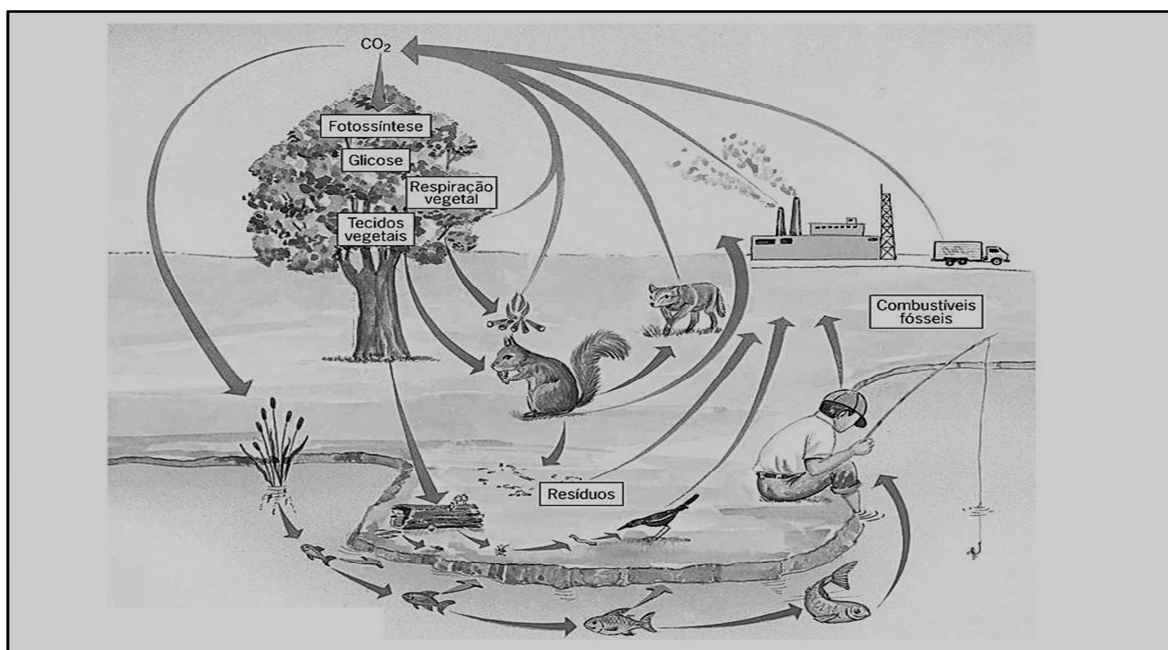 CO₂
Fotossíntese
Glicose
Respiração
vegetal
Tecidos
vegetais
Combustíveis
fósseis
Resíduos